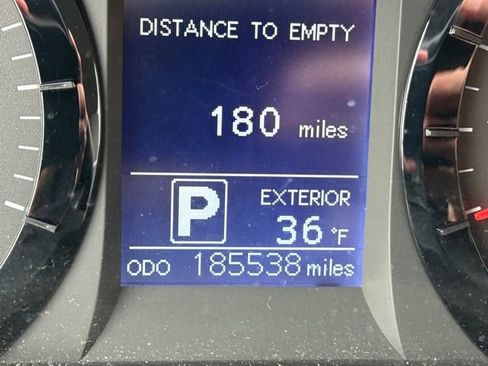 DISTANCE TO EMPTY
180 miles
P
EXTERIOR
36 °F
ODO 185538 miles